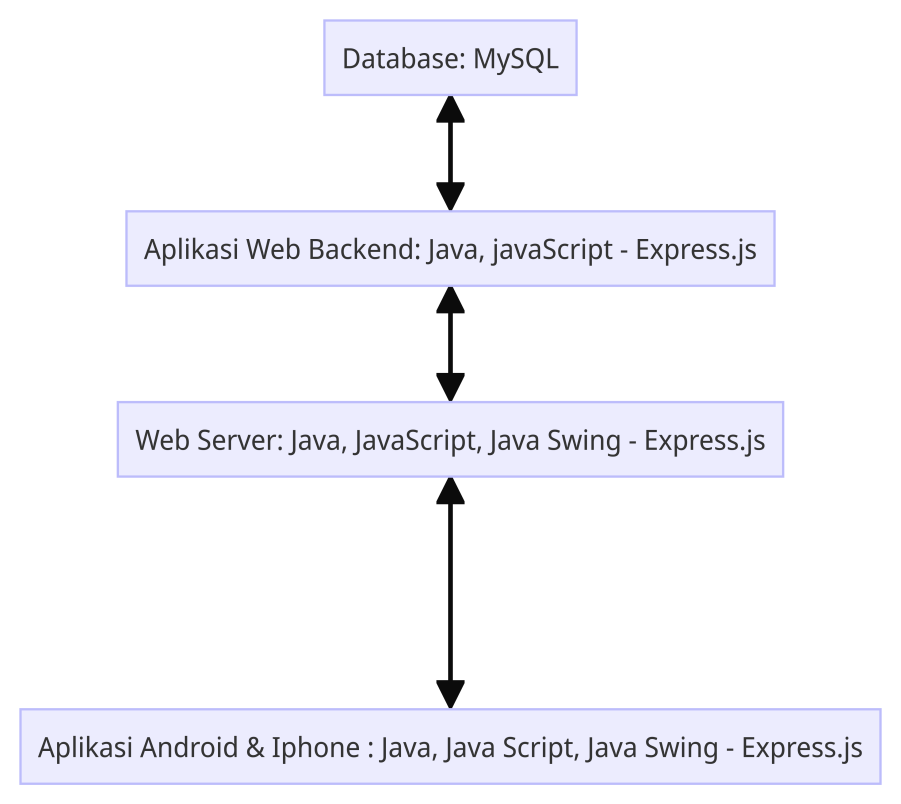 Database: MySQL
Aplikasi Web Backend: Java, javaScript - Express.js
Web Server: Java, JavaScript, Java Swing - Express.js
Aplikasi Android & Iphone : Java, Java Script, Java Swing - Express.js